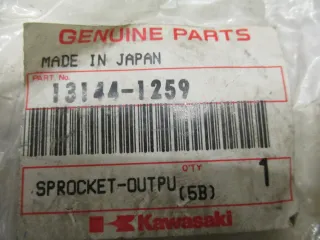 GENUINE PARTS
MADE IN JAPAN
PART No.
13144-1259
Q'TY
SPROCKET-OUTPU (5B) 1
Kawasaki